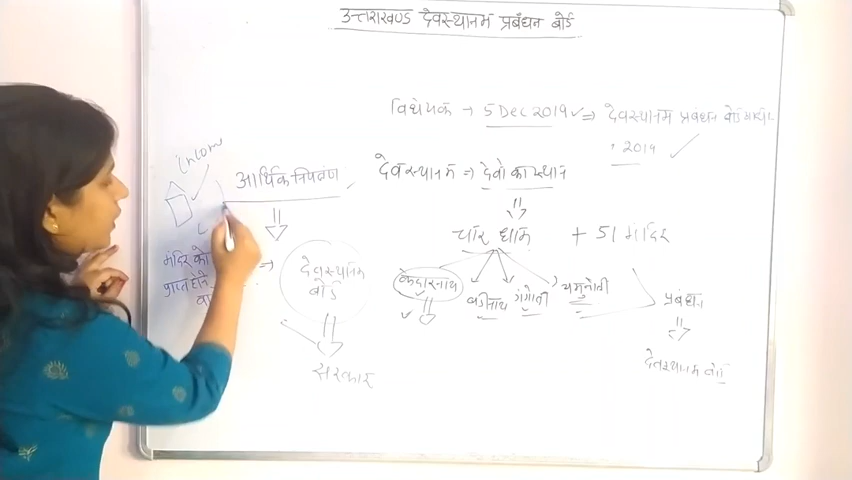 उत्तराखण्ड देवस्थानम प्रबंधन बोर्ड
विधेयक → 5 Dec 2019 ✓ ⇒ देवस्थानम प्रबंधन बोर्ड
2019 ✓
देवस्थानम ⇒ देवो का स्थान
चार धाम + 51 मंदिर
केदारनाथ बद्रीनाथ गंगोत्री यमुनोत्री
प्रबंधन
देवस्थानम बोर्ड
Income
आर्थिक नियंत्रण
मंदिर को
प्राप्त होने
वा
देवस्थानम
बोर्ड
सरकार